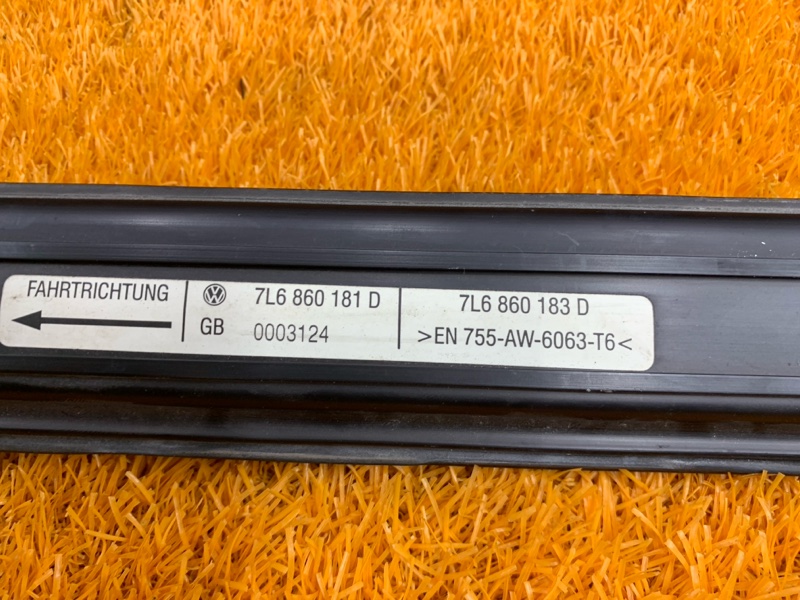 FAHRTRICHTUNG
7L6 860 181 D
GB 0003124
7L6 860 183 D
>EN 755-AW-6063-T6<